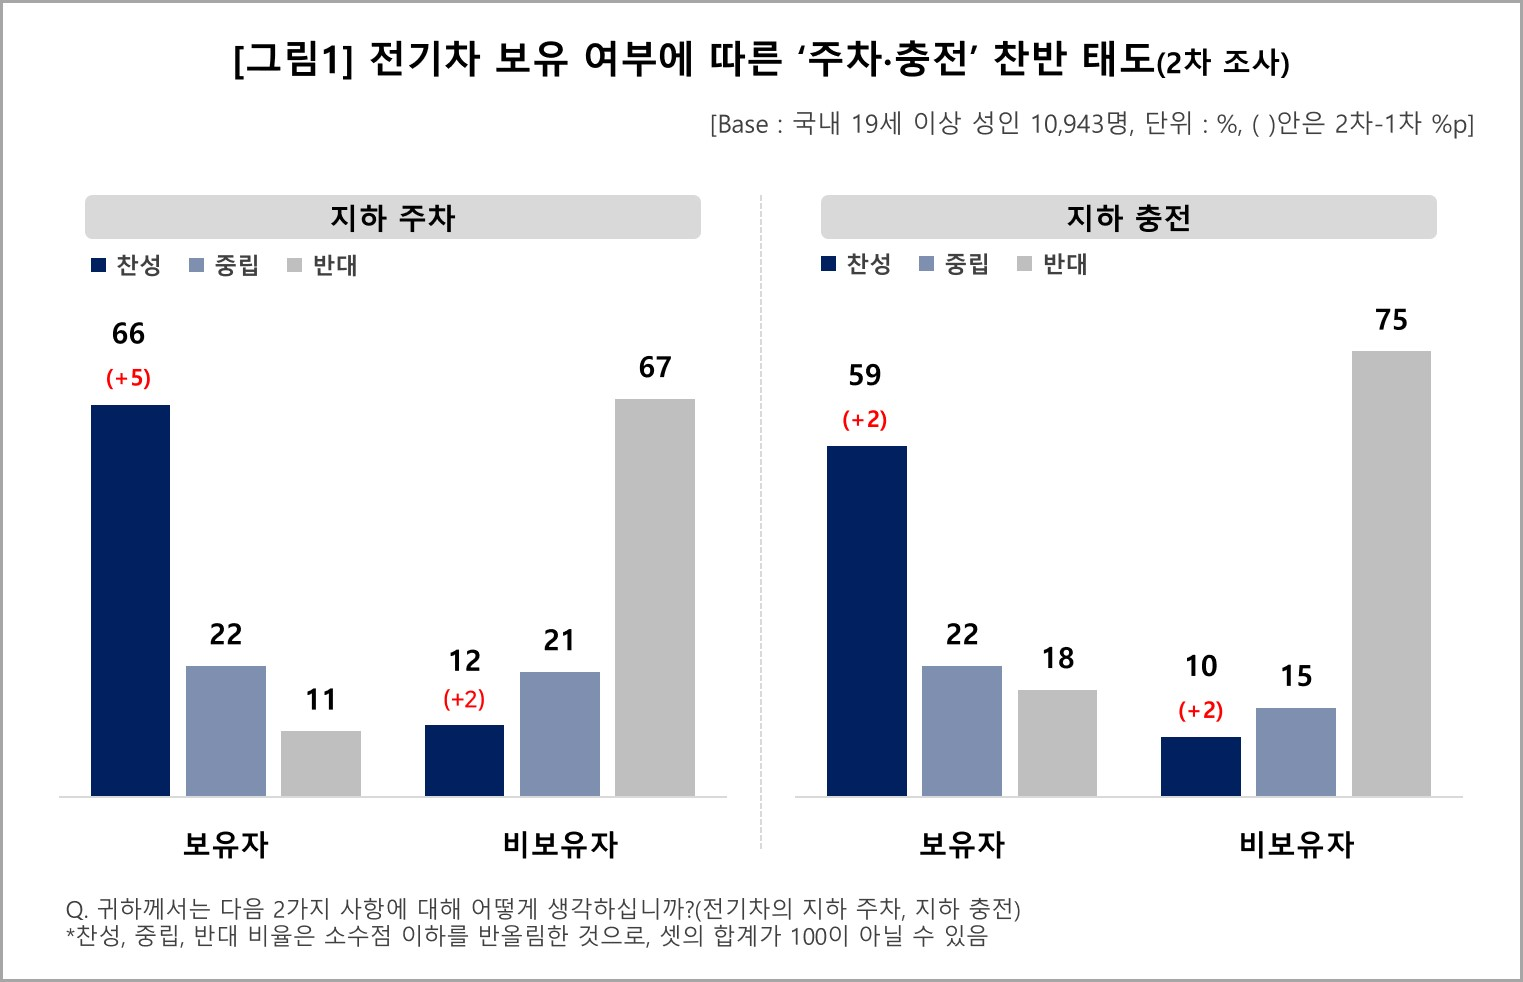 [그림1] 전기차 보유 여부에 따른 ‘주차·충전’ 찬반 태도(2차 조사)
[Base : 국내 19세 이상 성인 10,943명, 단위 : %, ( )안은 2차-1차 %p]
지하 주차
찬성 중립 반대
66
(+5)
22
11
12
(+2)
21
67
보유자 비보유자
지하 충전
찬성 중립 반대
59
(+2)
22
18
10
(+2)
15
75
보유자 비보유자
Q. 귀하께서는 다음 2가지 사항에 대해 어떻게 생각하십니까?(전기차의 지하 주차, 지하 충전)
*찬성, 중립, 반대 비율은 소수점 이하를 반올림한 것으로, 셋의 합계가 100이 아닐 수 있음